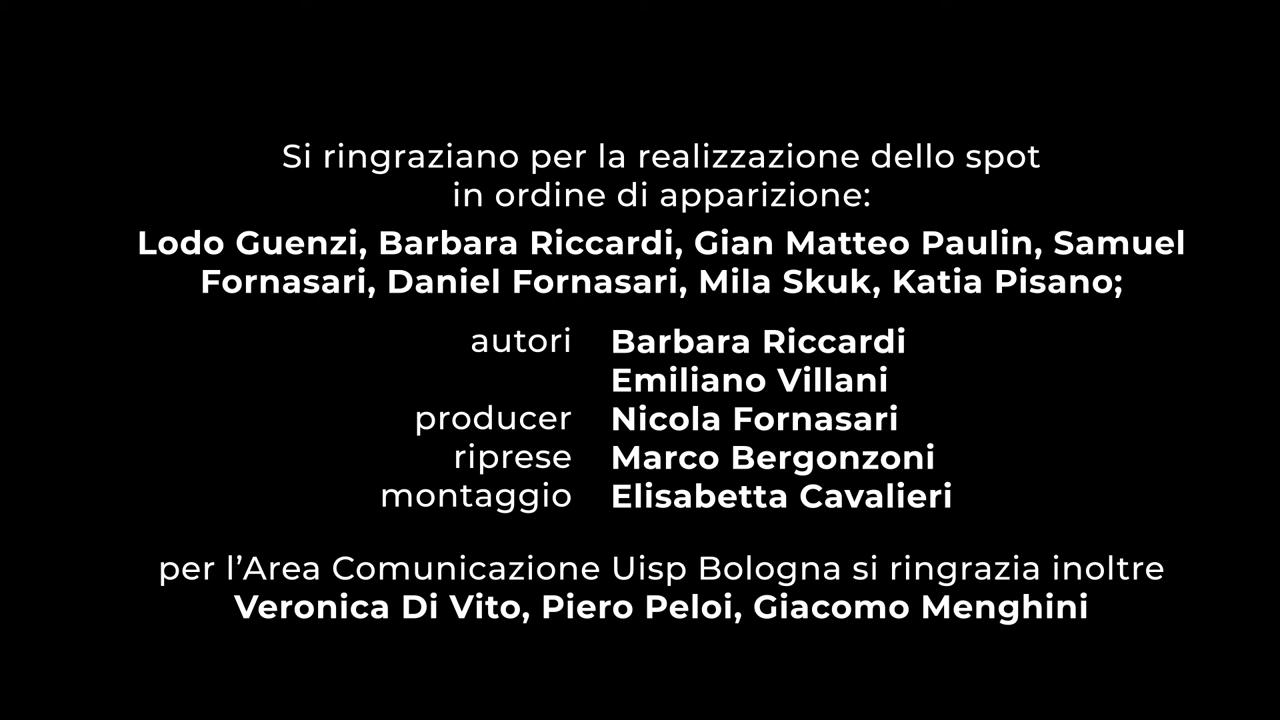 Si ringraziano per la realizzazione dello spot
in ordine di apparizione:
Lodo Guenzi, Barbara Riccardi, Gian Matteo Paulin, Samuel
Fornasari, Daniel Fornasari, Mila Skuk, Katia Pisano;
autori Barbara Riccardi
Emiliano Villani
producer Nicola Fornasari
riprese Marco Bergonzoni
montaggio Elisabetta Cavalieri
per l’Area Comunicazione Uisp Bologna si ringrazia inoltre
Veronica Di Vito, Piero Peloi, Giacomo Menghini